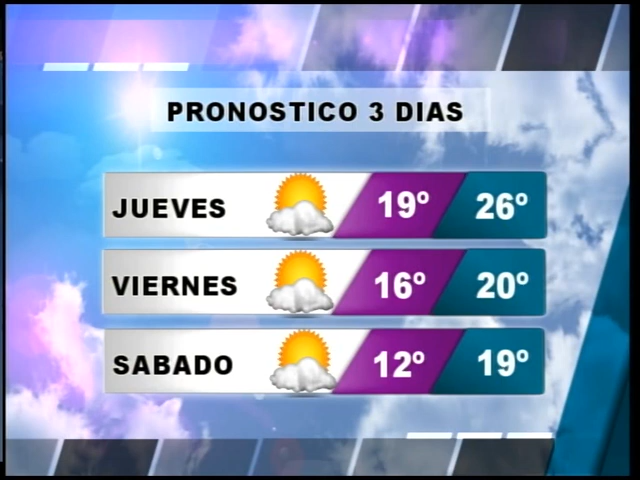 PRONOSTICO 3 DIAS
JUEVES 19º 26º
VIERNES 16º 20º
SABADO 12º 19º